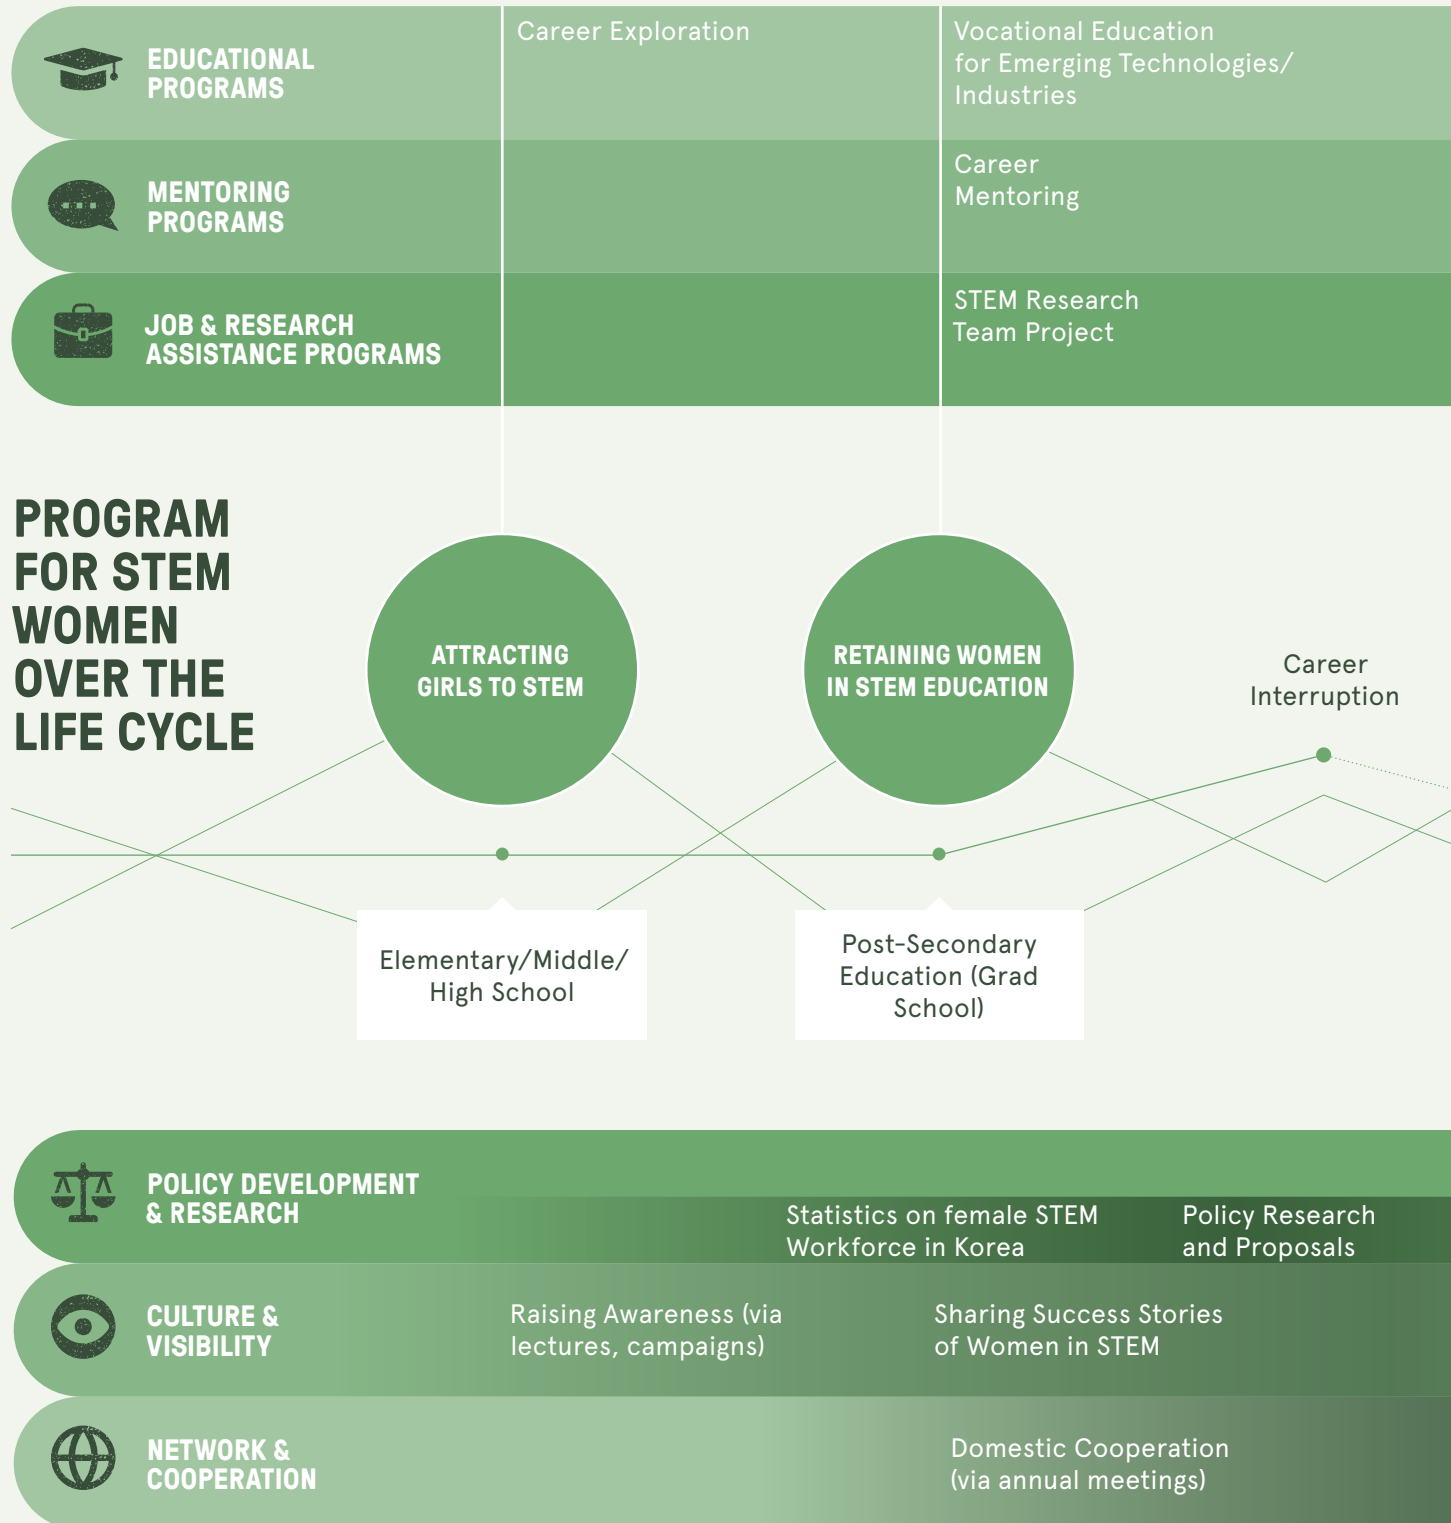 EDUCATIONAL
PROGRAMS
Career Exploration
Vocational Education
for Emerging Technologies/
Industries
MENTORING
PROGRAMS
Career
Mentoring
JOB & RESEARCH
ASSISTANCE PROGRAMS
STEM Research
Team Project
PROGRAM
FOR STEM
WOMEN
OVER THE
LIFE CYCLE
ATTRACTING
GIRLS TO STEM
RETAINING WOMEN
IN STEM EDUCATION
Career
Interruption
Elementary/Middle/
High School
Post-Secondary
Education (Grad
School)
POLICY DEVELOPMENT
& RESEARCH
Statistics on female STEM
Workforce in Korea
Policy Research
and Proposals
CULTURE &
VISIBILITY
Raising Awareness (via
lectures, campaigns)
Sharing Success Stories
of Women in STEM
NETWORK &
COOPERATION
Domestic Cooperation
(via annual meetings)